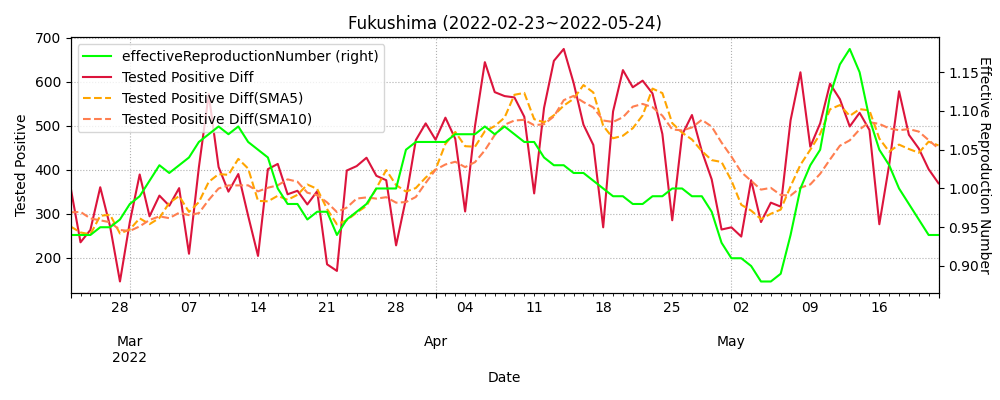 Fukushima (2022-02-23~2022-05-24)
effectiveReproductionNumber (right)
Tested Positive Diff
Tested Positive Diff(SMA5)
Tested Positive Diff(SMA10)
Tested Positive
700
600
500
400
300
200
1.15
1.10
1.05
1.00
0.95
0.90
Effective Reproduction Number
28 07 14 21 28 04 11 18 25 02 09 16
Mar Apr May
2022
Date